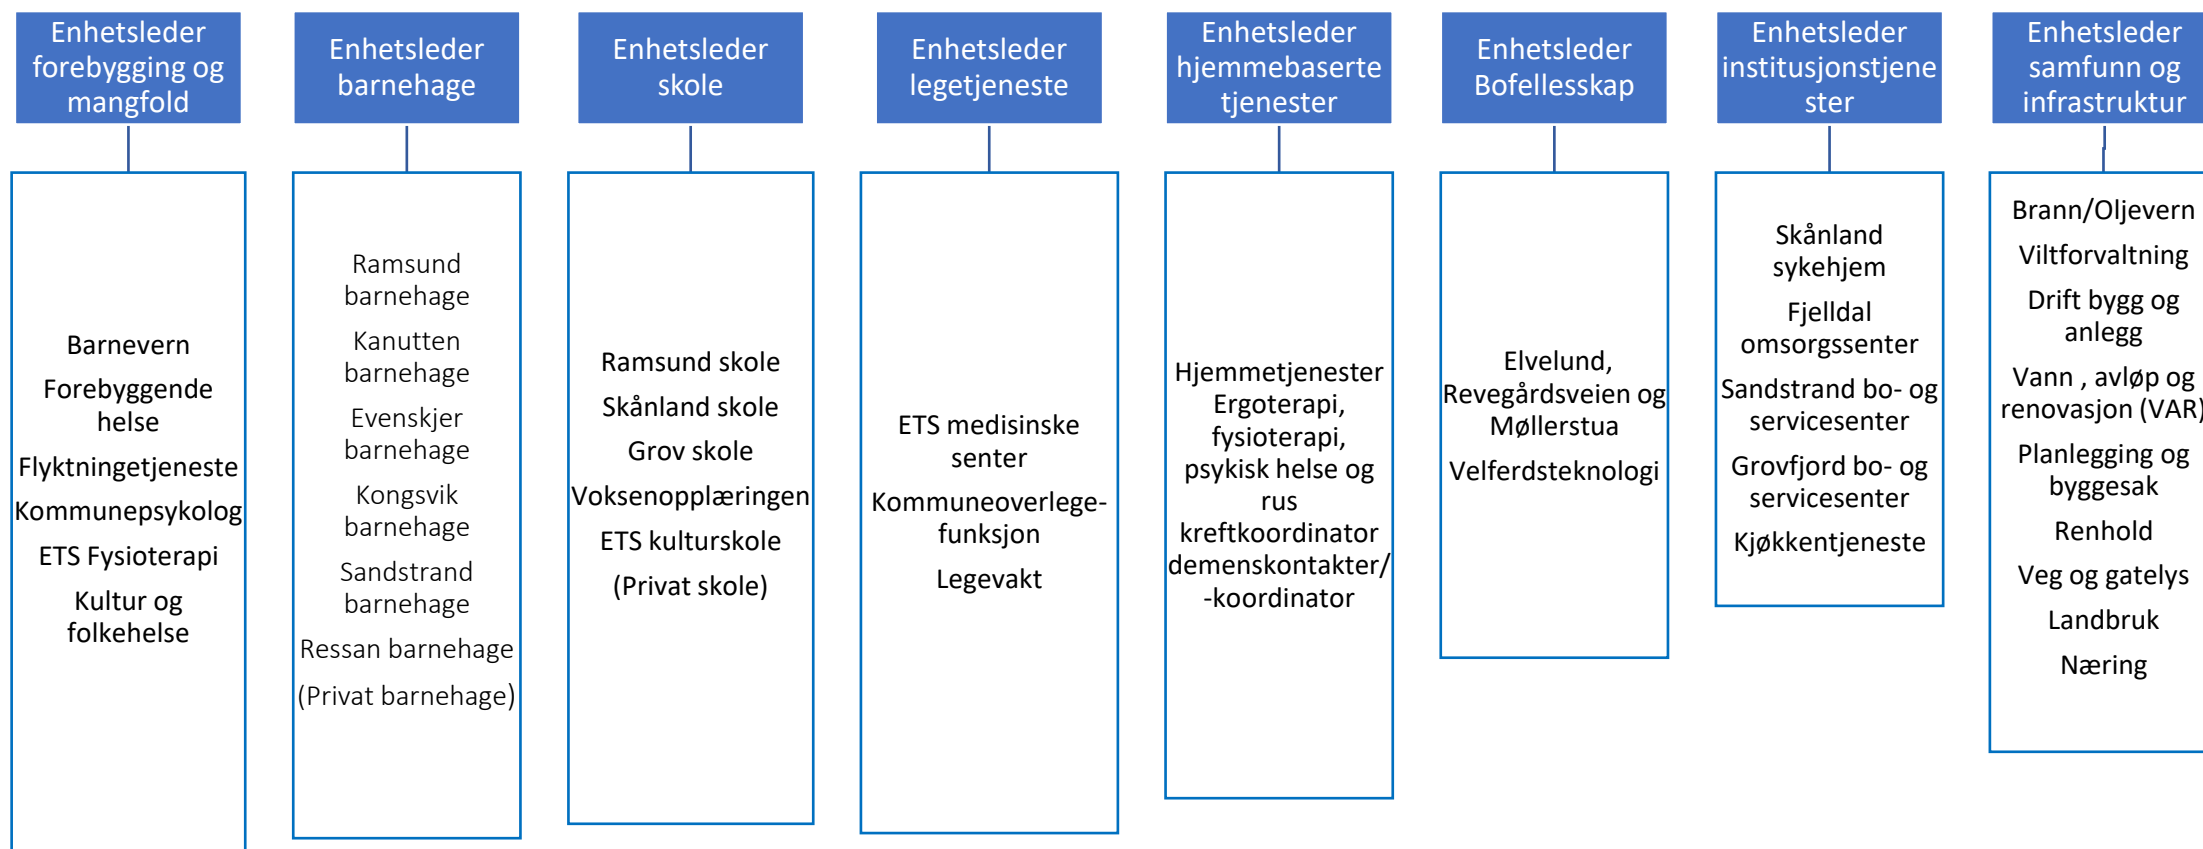 Enhetsleder
forebygging og
mangfold
Barnevern
Forebyggende
helse
Flyktningetjeneste
Kommunepsykolog
ETS Fysioterapi
Kultur og
folkehelse
Enhetsleder
barnehage
Ramsund
barnehage
Kanutten
barnehage
Evenskjer
barnehage
Kongsvik
barnehage
Sandstrand
barnehage
Ressan barnehage
(Privat barnehage)
Enhetsleder
skole
Ramsund skole
Skånland skole
Grov skole
Voksenopplæringen
ETS kulturskole
(Privat skole)
Enhetsleder
legetjeneste
ETS medisinske
senter
Kommuneoverlege-
funksjon
Legevakt
Enhetsleder
hjemmebaserte
tjenester
Hjemmetjenester
Ergoterapi,
fysioterapi,
psykisk helse og
rus
kreftkoordinator
demenskontakter/
-koordinator
Enhetsleder
Bofellesskap
Elvelund,
Revegårdsveien og
Møllerstua
Velferdsteknologi
Enhetsleder
institusjonstjene
ster
Skånland
sykehjem
Fjelldal
omsorgssenter
Sandstrand bo- og
servicesenter
Grovfjord bo- og
servicesenter
Kjøkkentjeneste
Enhetsleder
samfunn og
infrastruktur
Brann/Oljevern
Viltforvaltning
Drift bygg og
anlegg
Vann , avløp og
renovasjon (VAR)
Planlegging og
byggesak
Renhold
Veg og gatelys
Landbruk
Næring